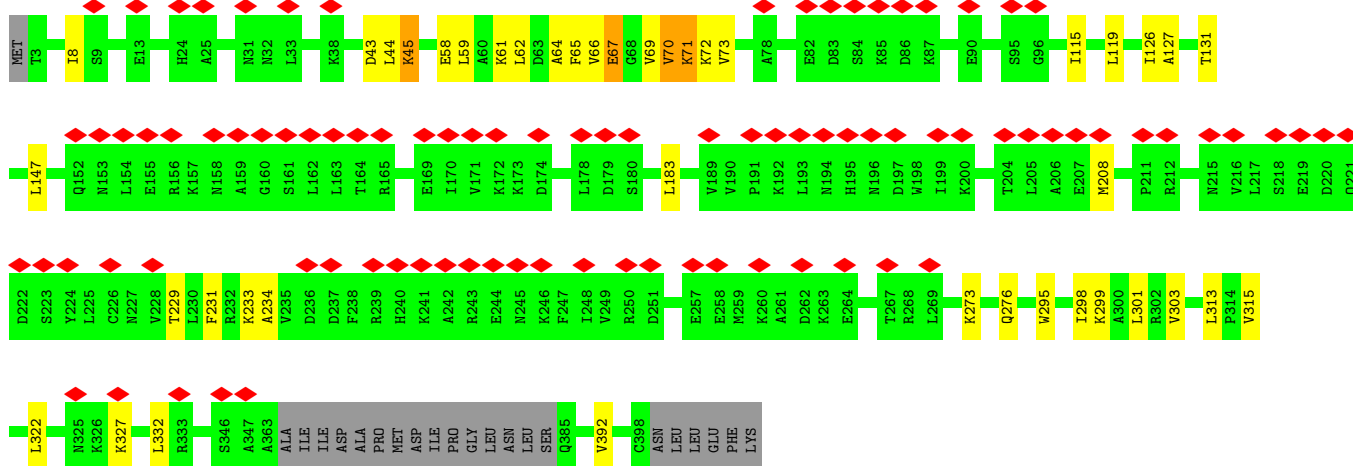 MET T3 I8 S9 E13 H24 A25 N31 N32 L33 K38 D43 L44 K45 E58 L59 A60 K61 L62 D63 A64 F65 V66 E67 G68 V69 V70 K71 K72 V73 A78 E82 D83 S84 K85 D86 K87 E90 S95 G96 I115 L119 I126 A127 T131
L147 Q152 N153 L154 E155 R156 K157 N158 A159 G160 S161 L162 L163 T164 R165 E169 I170 V171 K172 K173 D174 L178 D179 S180 L183 V189 V190 P191 K192 L193 N194 H195 N196 D197 W198 I199 K200 T204 L205 A206 E207 M208 P211 R212 N215 V216 L217 S218 E219 D220 Q221
D222 S223 Y224 L225 C226 N227 V228 T229 L230 F231 R232 K233 A234 V235 D236 D237 F238 R239 H240 K241 A242 R243 E244 N245 K246 F247 I248 V249 R250 D251 E257 E258 M259 K260 A261 D262 K263 E264 T267 R268 L269 K273 Q276 W295 I298 K299 A300 L301 R302 V303 L313 P314 V315
L322 N325 K326 K327 L332 R333 S346 A347 A363 ALA ILE ILE ASP ALA PRO MET ASP ILE PRO GLY LEU ASN LEU SER Q385 V392 C398 ASN LEU LEU GLU PHE LYS